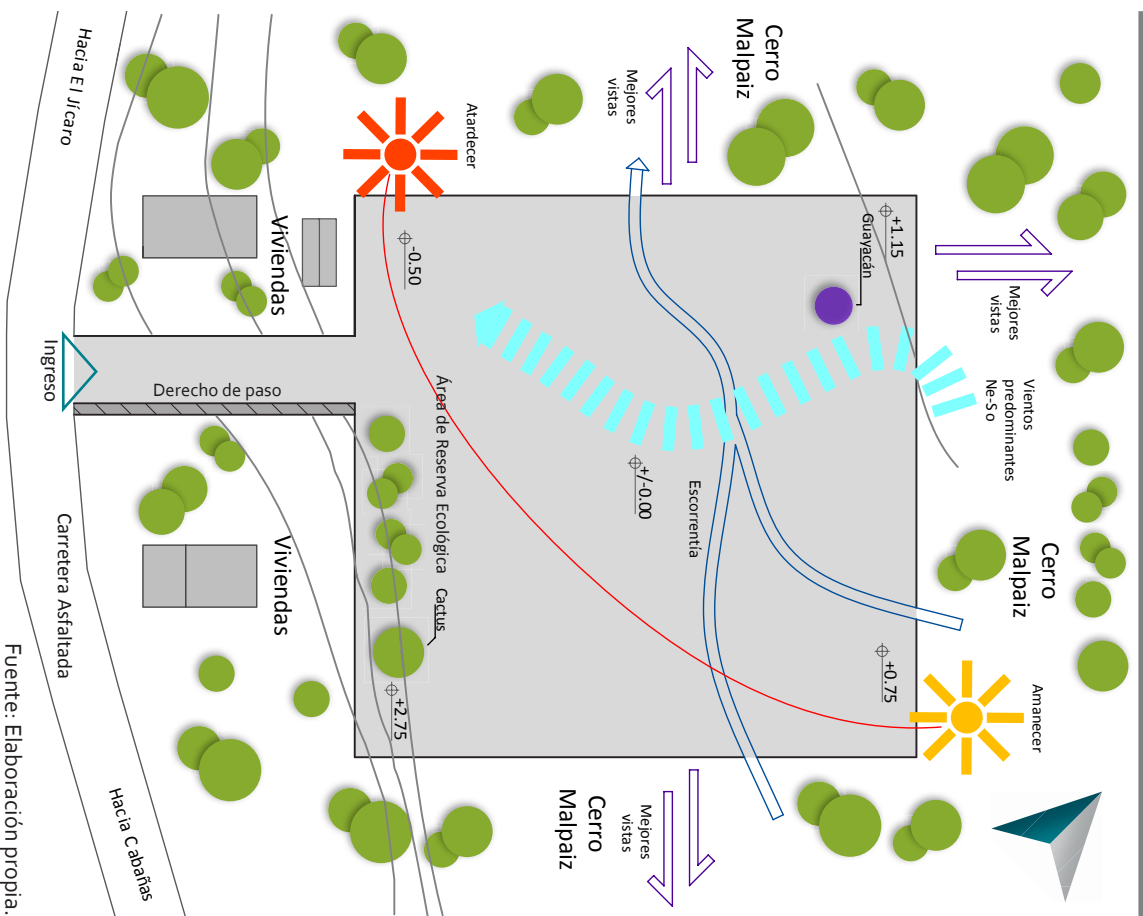 Hacia El Jícaro
Atardecer
Cerro
Malpaiz
Mejores
vistas
Viviendas
-0.50
+1.15
Guayacán
Mejores
vistas
Vientos
predominantes
Ne-So
Ingreso
Derecho de paso
Área de Reserva Ecológica
Cactus
+/-0.00
Escorrentía
Cerro
Malpaiz
Viviendas
Carretera Asfaltada
+2.75
+0.75
Amanecer
Mejores
vistas
Cerro
Malpaiz
Hacia Cabañas
Fuente: Elaboración propia.